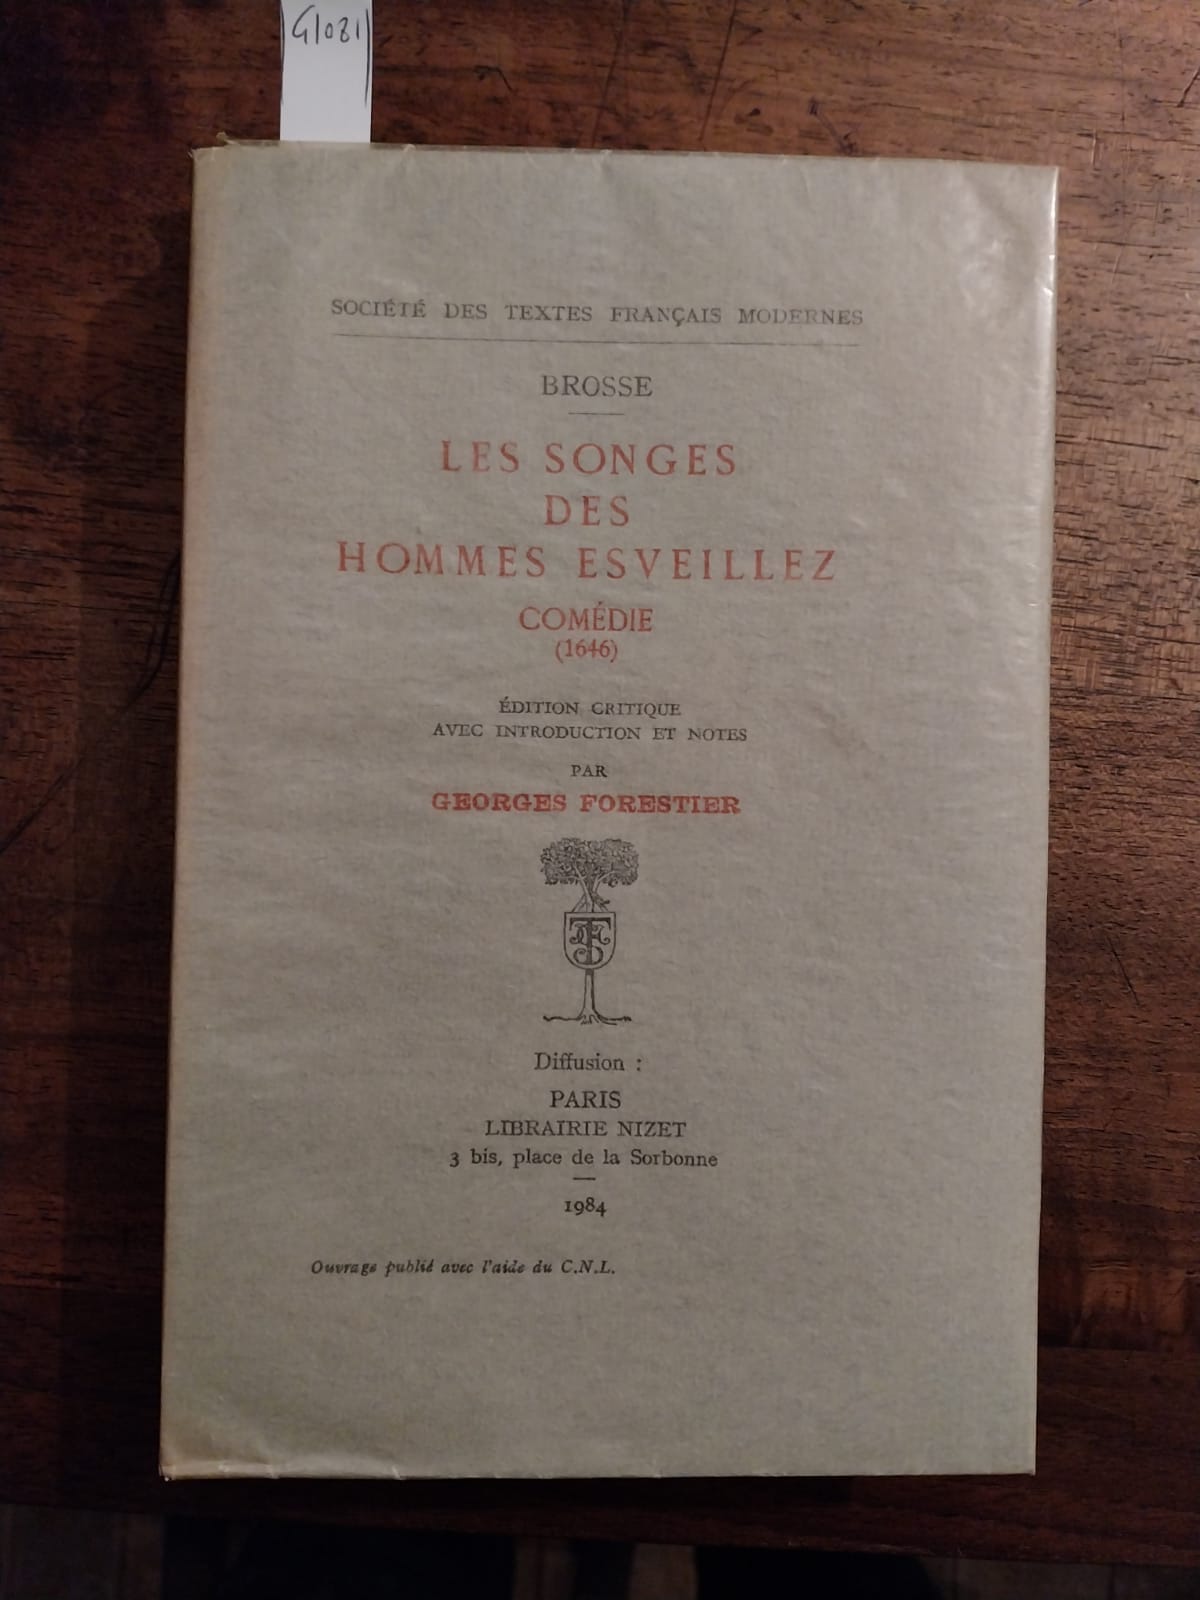 G1081
SOCIÉTÉ DES TEXTES FRANÇAIS MODERNES
BROSSE
LES SONGES
DES
HOMMES ESVEILLEZ
COMÉDIE
(1646)
ÉDITION CRITIQUE
AVEC INTRODUCTION ET NOTES
PAR
GEORGES FORESTIER
Diffusion :
PARIS
LIBRAIRIE NIZET
3 bis, place de la Sorbonne
1984
Ouvrage publié avec l'aide du C.N.L.